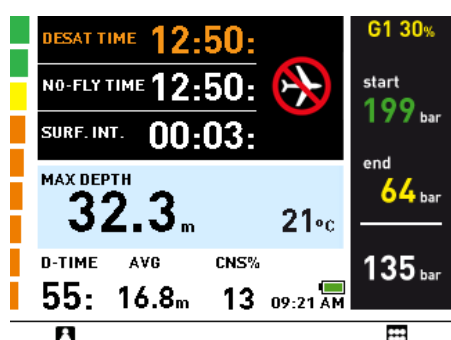 DESAT TIME 12:50:
NO-FLY TIME 12:50:
SURF. INT. 00:03:
MAX DEPTH
32.3m 21°C
D-TIME AVG CNS%
55: 16.8m 13 09:21 AM
G1 30%
start
199 bar
end
64 bar
135 bar